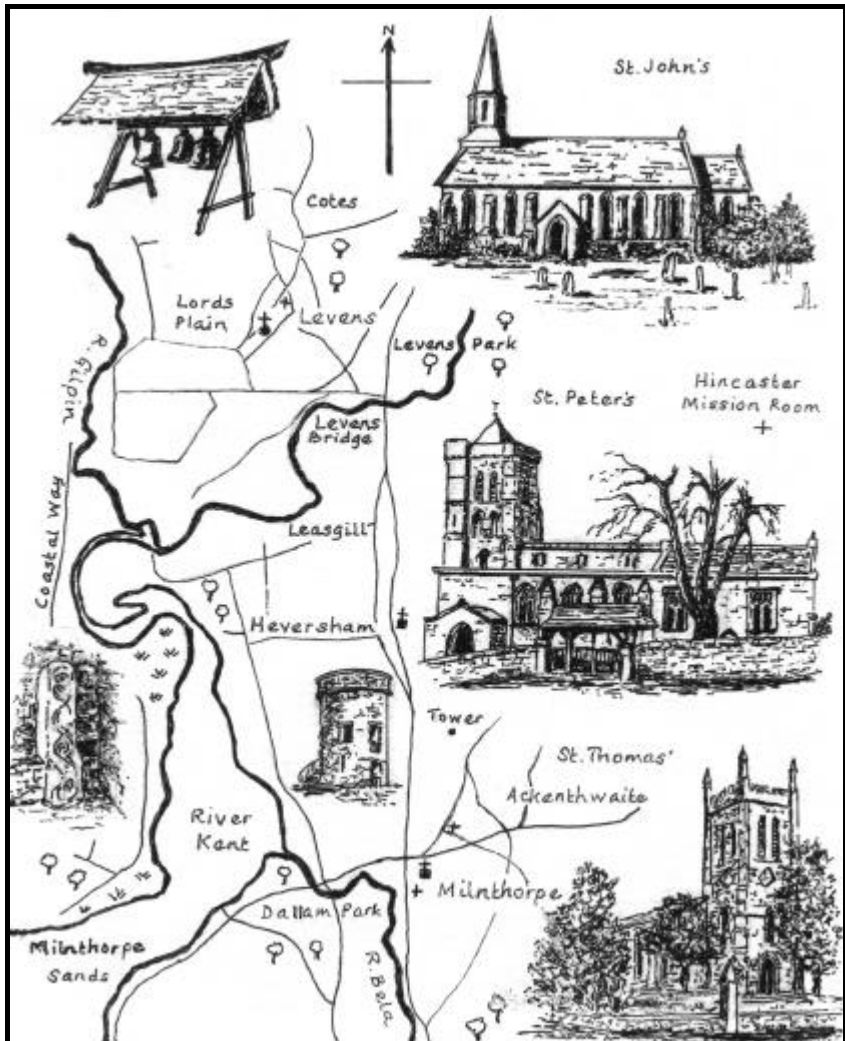 N
St. John's
Cotes
Lords
Plain
Levens
R. Gilpin
Levens Park
Hincaster
Mission Room
St. Peter's
Levens
Bridge
Coastal Way
Leasgill
Heversham
Tower
St. Thomas'
Ackenthwaite
River
Kent
Milnthorpe
Dallam Park
Milnthorpe
Sands
R. Bela